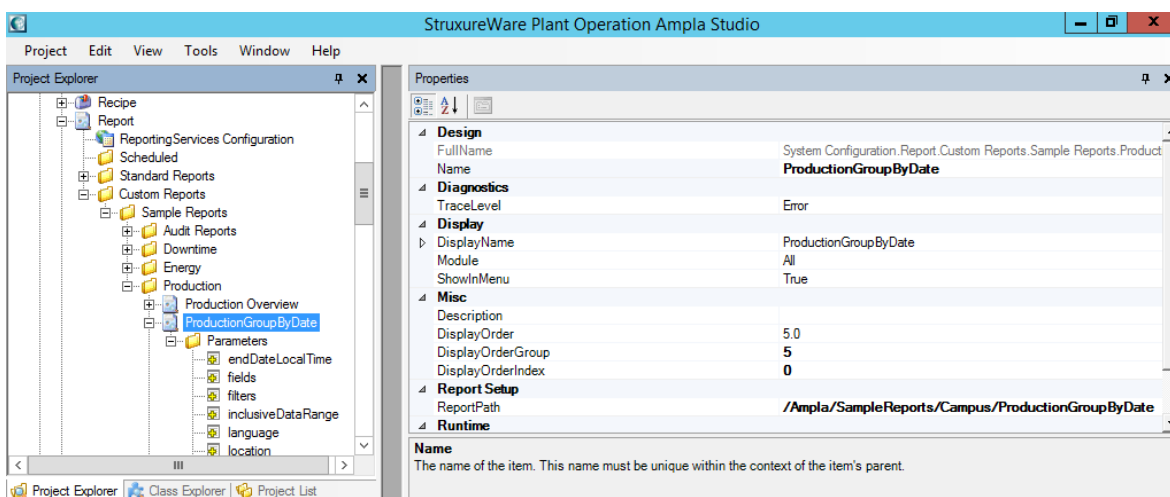 StruxureWare Plant Operation Ampla Studio
Project Edit View Tools Window Help
Project Explorer
Recipe
Report
ReportingServices Configuration
Scheduled
Standard Reports
Custom Reports
Sample Reports
Audit Reports
Downtime
Energy
Production
Production Overview
ProductionGroupByDate
Parameters
endDateLocalTime
fields
filters
inclusiveDataRange
language
location
Project Explorer Class Explorer Project List
Properties
Design
FullName System Configuration.Report.Custom Reports.Sample Reports.Product
Name ProductionGroupByDate
Diagnostics
TraceLevel Error
Display
DisplayName ProductionGroupByDate
Module All
ShowInMenu True
Misc
Description
DisplayOrder 5.0
DisplayOrderGroup 5
DisplayOrderIndex 0
Report Setup
ReportPath /Ampla/SampleReports/Campus/ProductionGroupByDate
Runtime
Name
The name of the item. This name must be unique within the context of the item's parent.